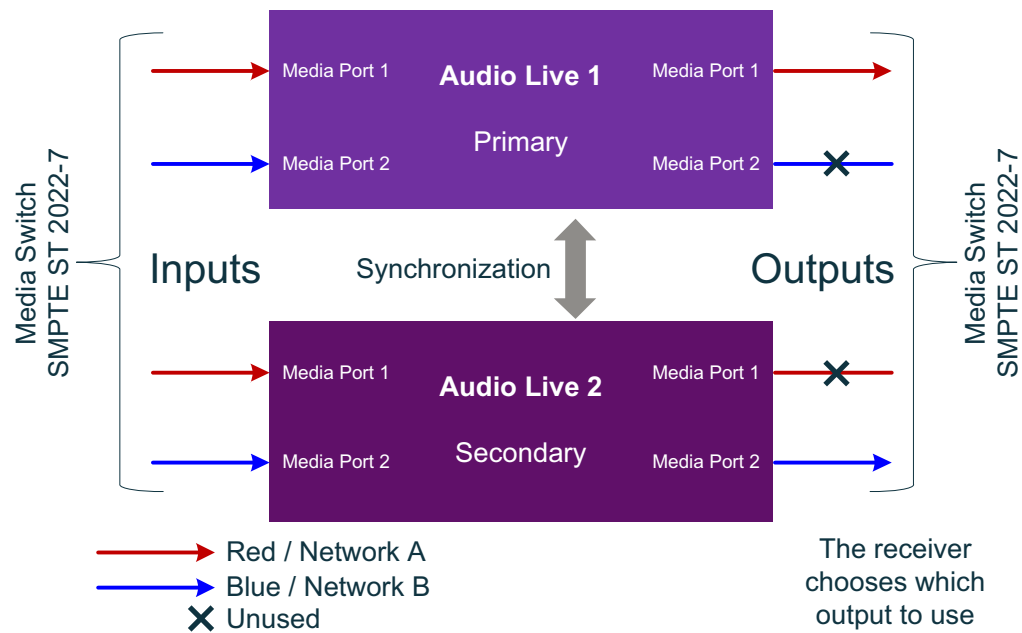 Media Switch
SMPTE ST 2022-7
Inputs
Media Port 1
Audio Live 1
Media Port 1
Primary
Media Port 2
Media Port 2
Synchronization
Outputs
Media Switch
SMPTE ST 2022-7
Media Port 1
Audio Live 2
Media Port 1
Secondary
Media Port 2
Media Port 2
Red / Network A
Blue / Network B
Unused
The receiver
chooses which
output to use